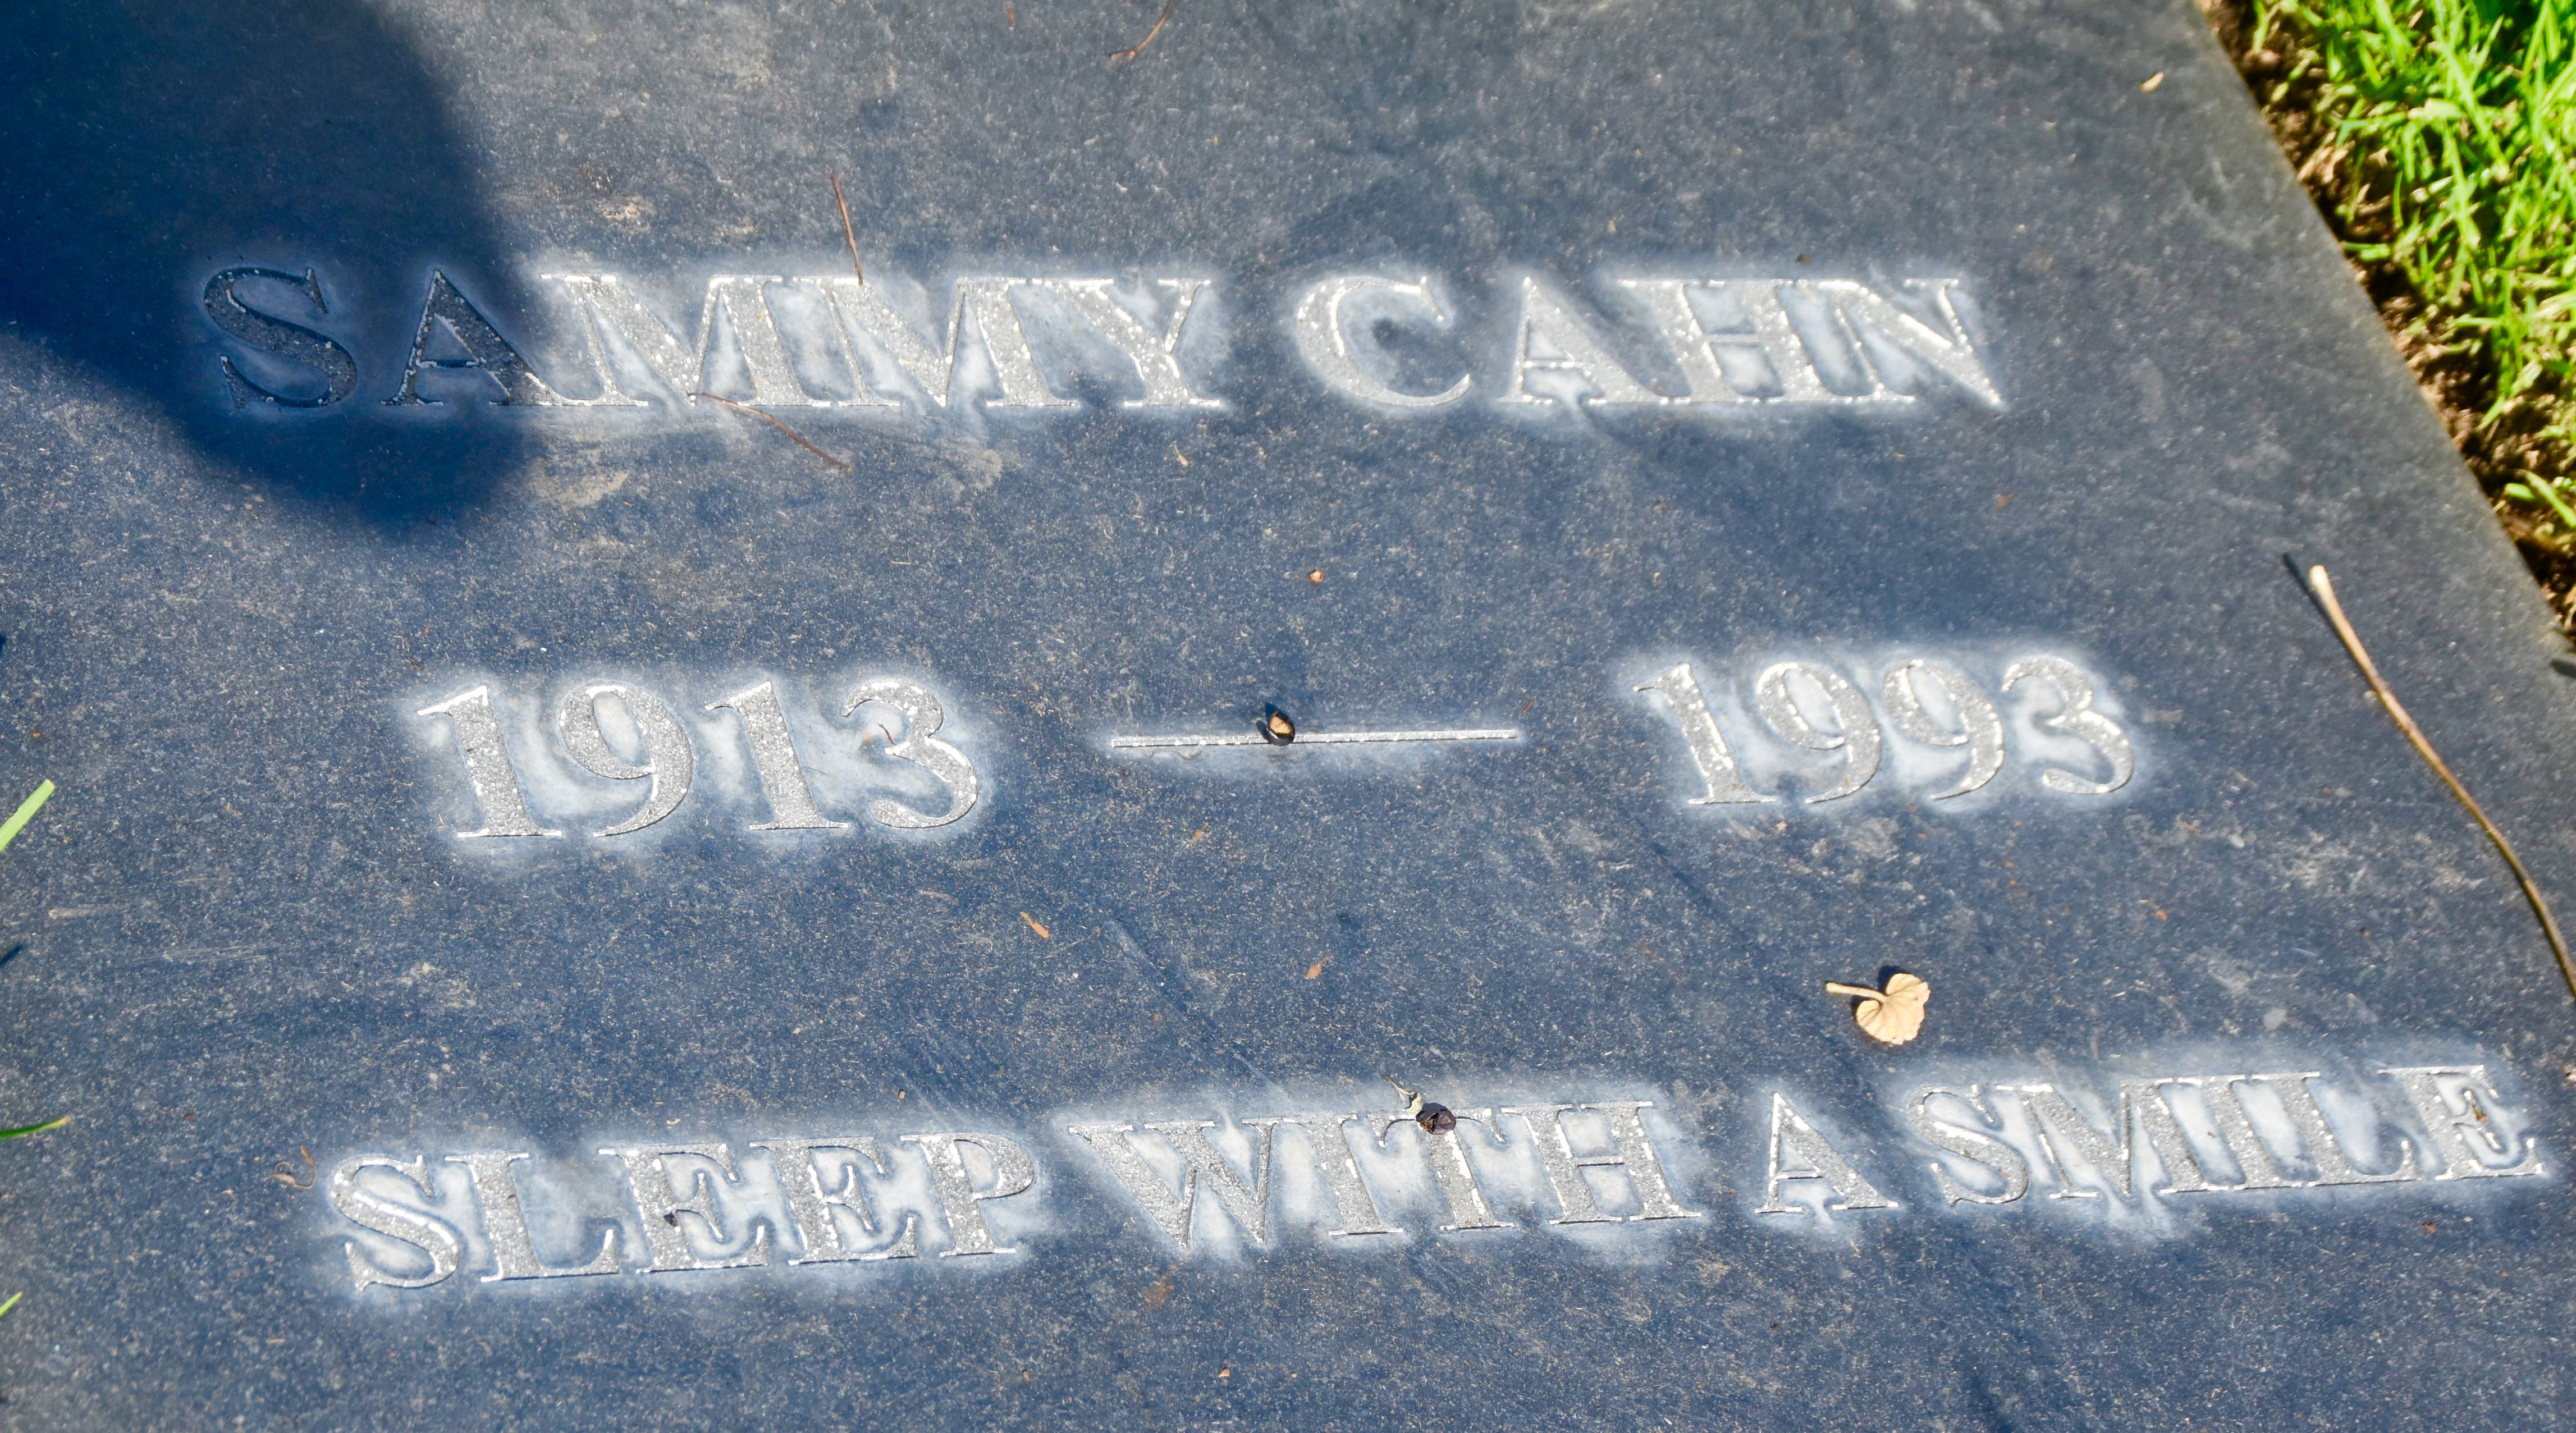 SAMMY CAHN
1913 — 1993
SLEEP WITH A SMILE